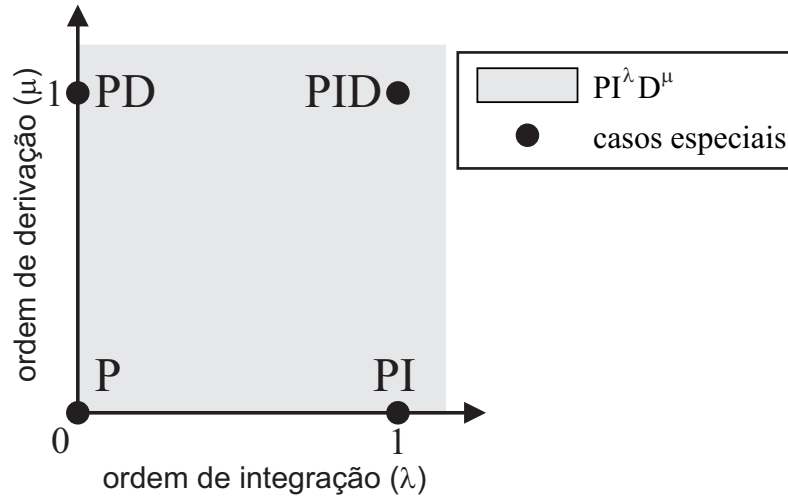 1
PD
PID
PI^λD^μ
casos especiais
ordem de derivação (μ)
P
PI
0
1
ordem de integração (λ)